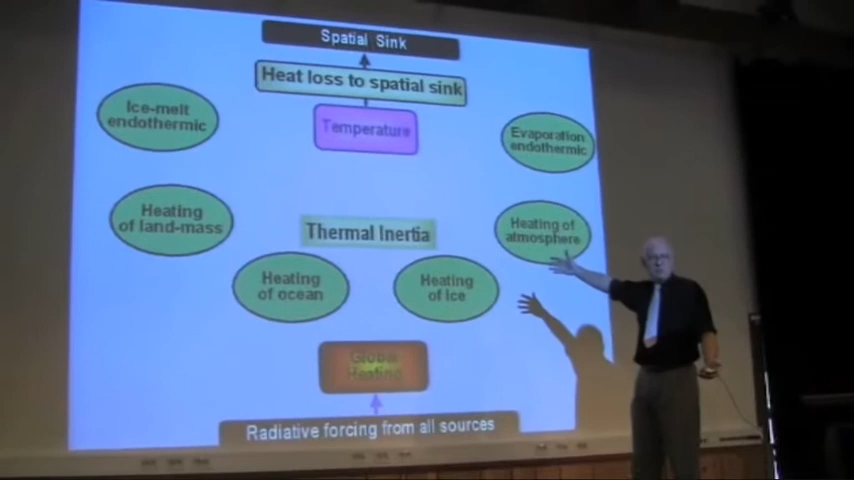 Spatial Sink
Heat loss to spatial sink
Temperature
Ice-melt
endothermic
Evaporation
endothermic
Heating
of land-mass
Heating of
atmosphere
Thermal Inertia
Heating
of ocean
Heating
of ice
Global
Heating
Radiative forcing from all sources